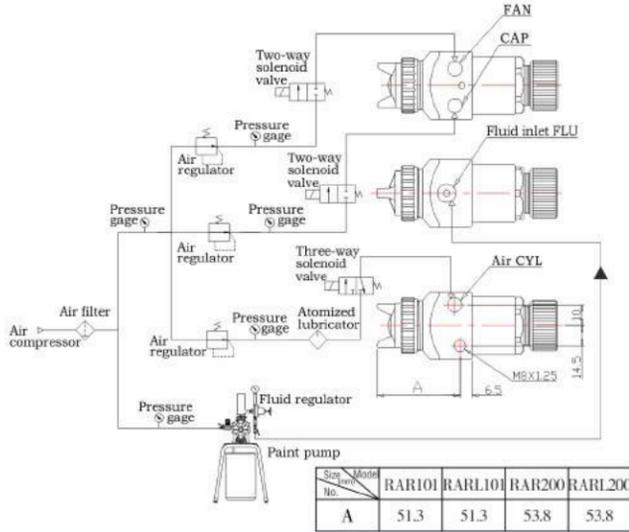 FAN
CAP
Two-way
solenoid
valve
Pressure
gage
Air
regulator
Fluid inlet FLU
Two-way
solenoid
valve
Pressure
gage
Pressure
gage
Air
regulator
Three-way
solenoid
valve
Air CYL
Air filter
Air
compressor
Pressure
gage
Atomized
lubricator
Air
regulator
10
14.5
M8X1.25
A
6.5
Fluid regulator
Pressure
gage
Paint pump
Size (mm) Model No. RAR101 RARL101 RAR200 RARL200
A 51.3 51.3 53.8 53.8